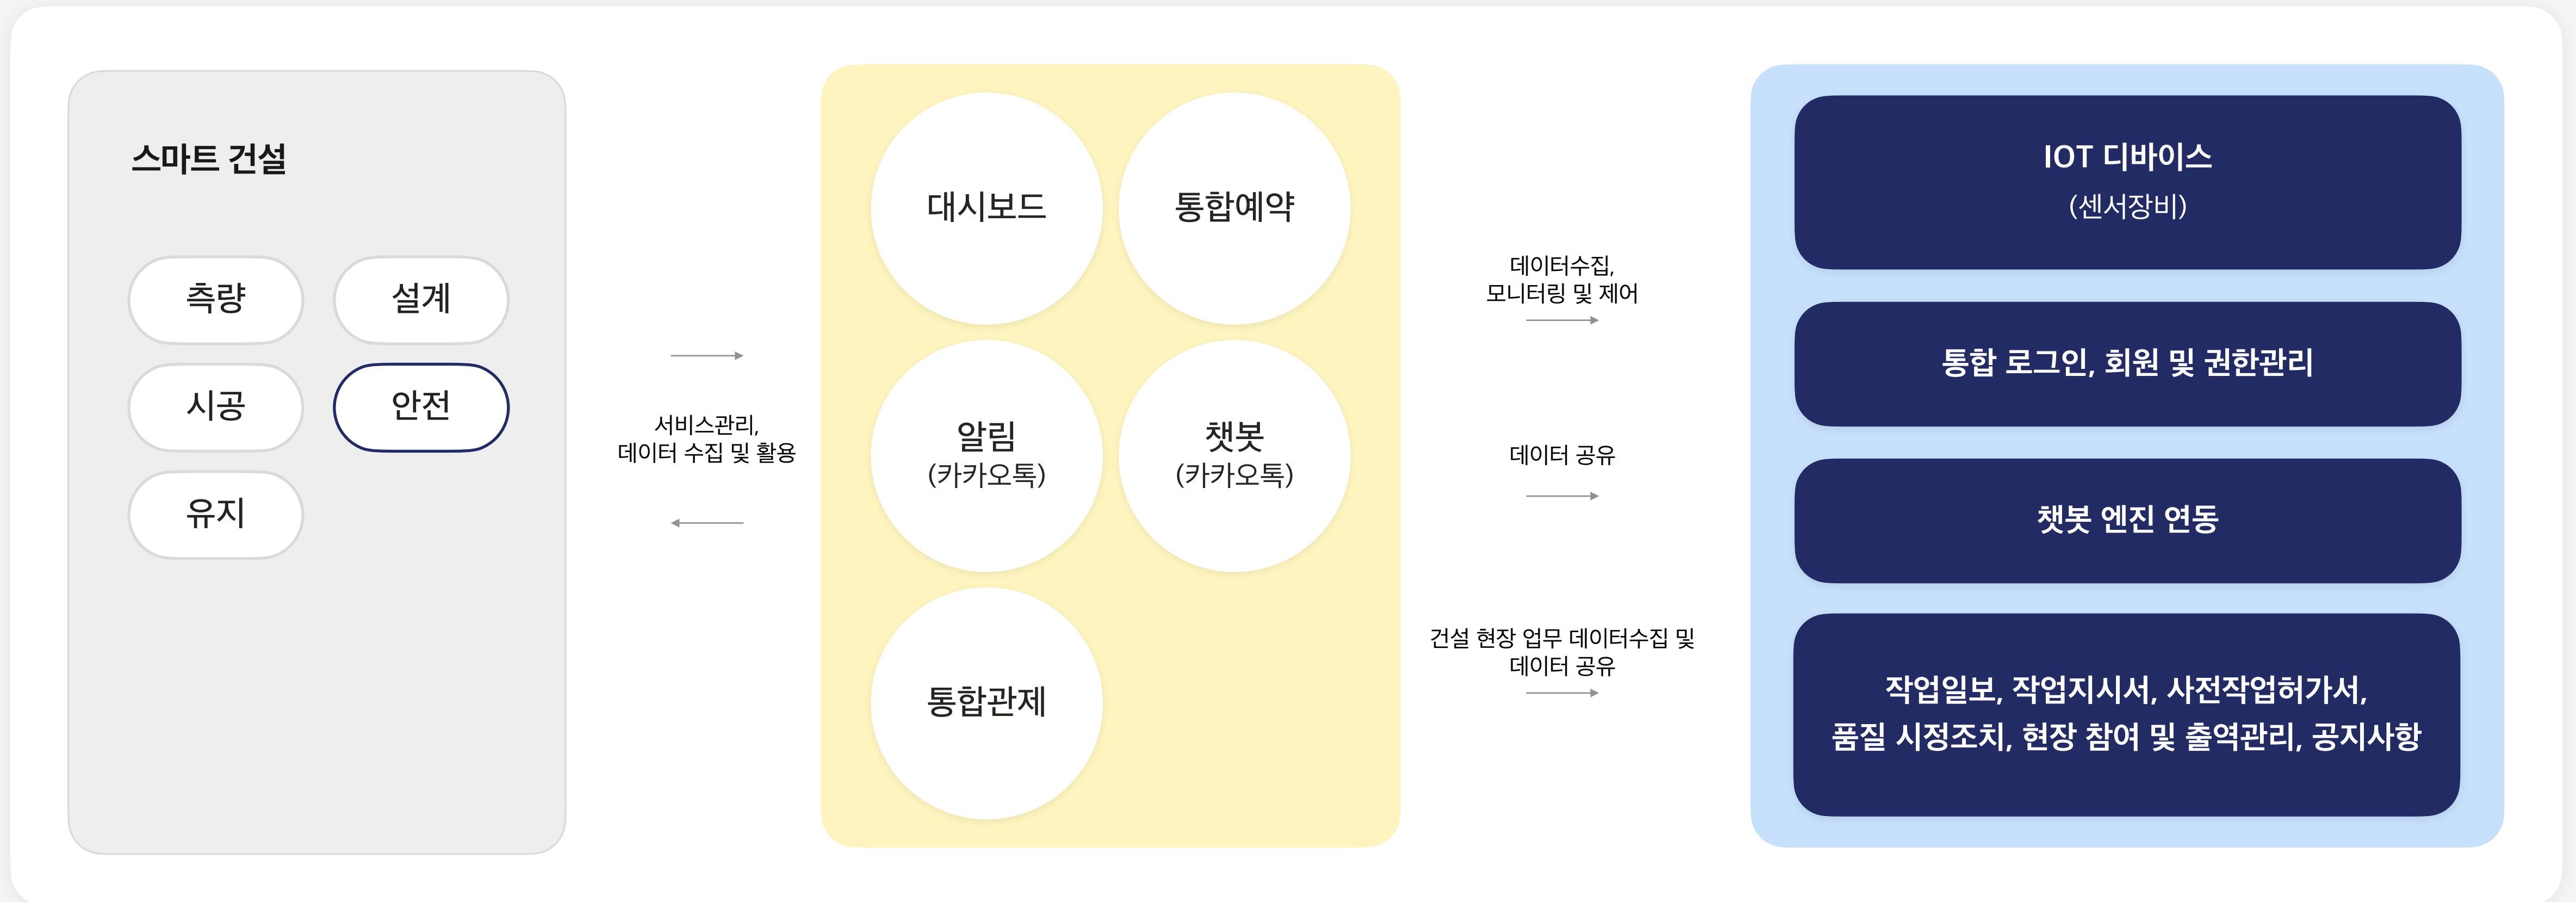 스마트 건설
측량
설계
시공
안전
유지
서비스관리,
데이터 수집 및 활용
대시보드
통합예약
알림
(카카오톡)
챗봇
(카카오톡)
통합관제
데이터수집,
모니터링 및 제어
데이터 공유
건설 현장 업무 데이터수집 및
데이터 공유
IOT 디바이스
(센서장비)
통합 로그인, 회원 및 권한관리
챗봇 엔진 연동
작업일보, 작업지시서, 사전작업허가서,
품질 시정조치, 현장 참여 및 출역관리, 공지사항